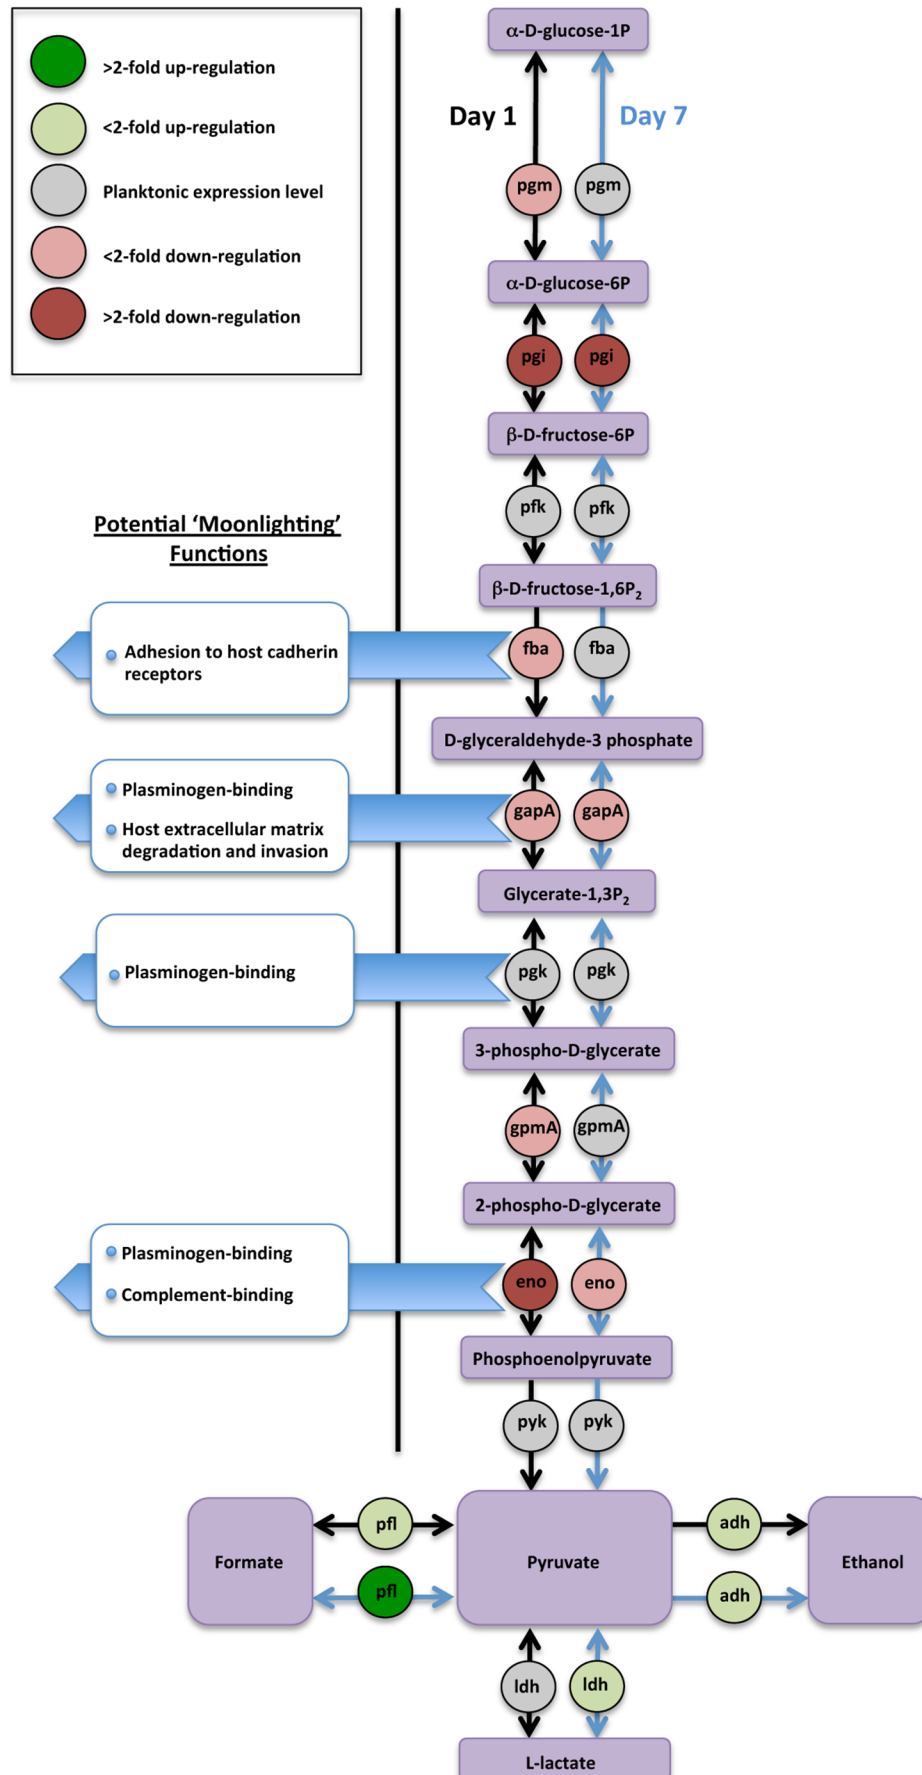 >2-fold up-regulation
<2-fold up-regulation
Planktonic expression level
<2-fold down-regulation
>2-fold down-regulation
α-D-glucose-1P
Day 1
Day 7
pgm
pgm
α-D-glucose-6P
pgi
pgi
β-D-fructose-6P
pfk
pfk
Potential ‘Moonlighting’
Functions
β-D-fructose-1,6P₂
Adhesion to host cadherin
receptors
fba
fba
D-glyceraldehyde-3 phosphate
Plasminogen-binding
Host extracellular matrix
degradation and invasion
gapA
gapA
Glycerate-1,3P₂
Plasminogen-binding
pgk
pgk
3-phospho-D-glycerate
gpmA
gpmA
2-phospho-D-glycerate
Plasminogen-binding
Complement-binding
eno
eno
Phosphoenolpyruvate
pyk
pyk
pfl
adh
Formate
Pyruvate
Ethanol
pfl
adh
ldh
ldh
L-lactate